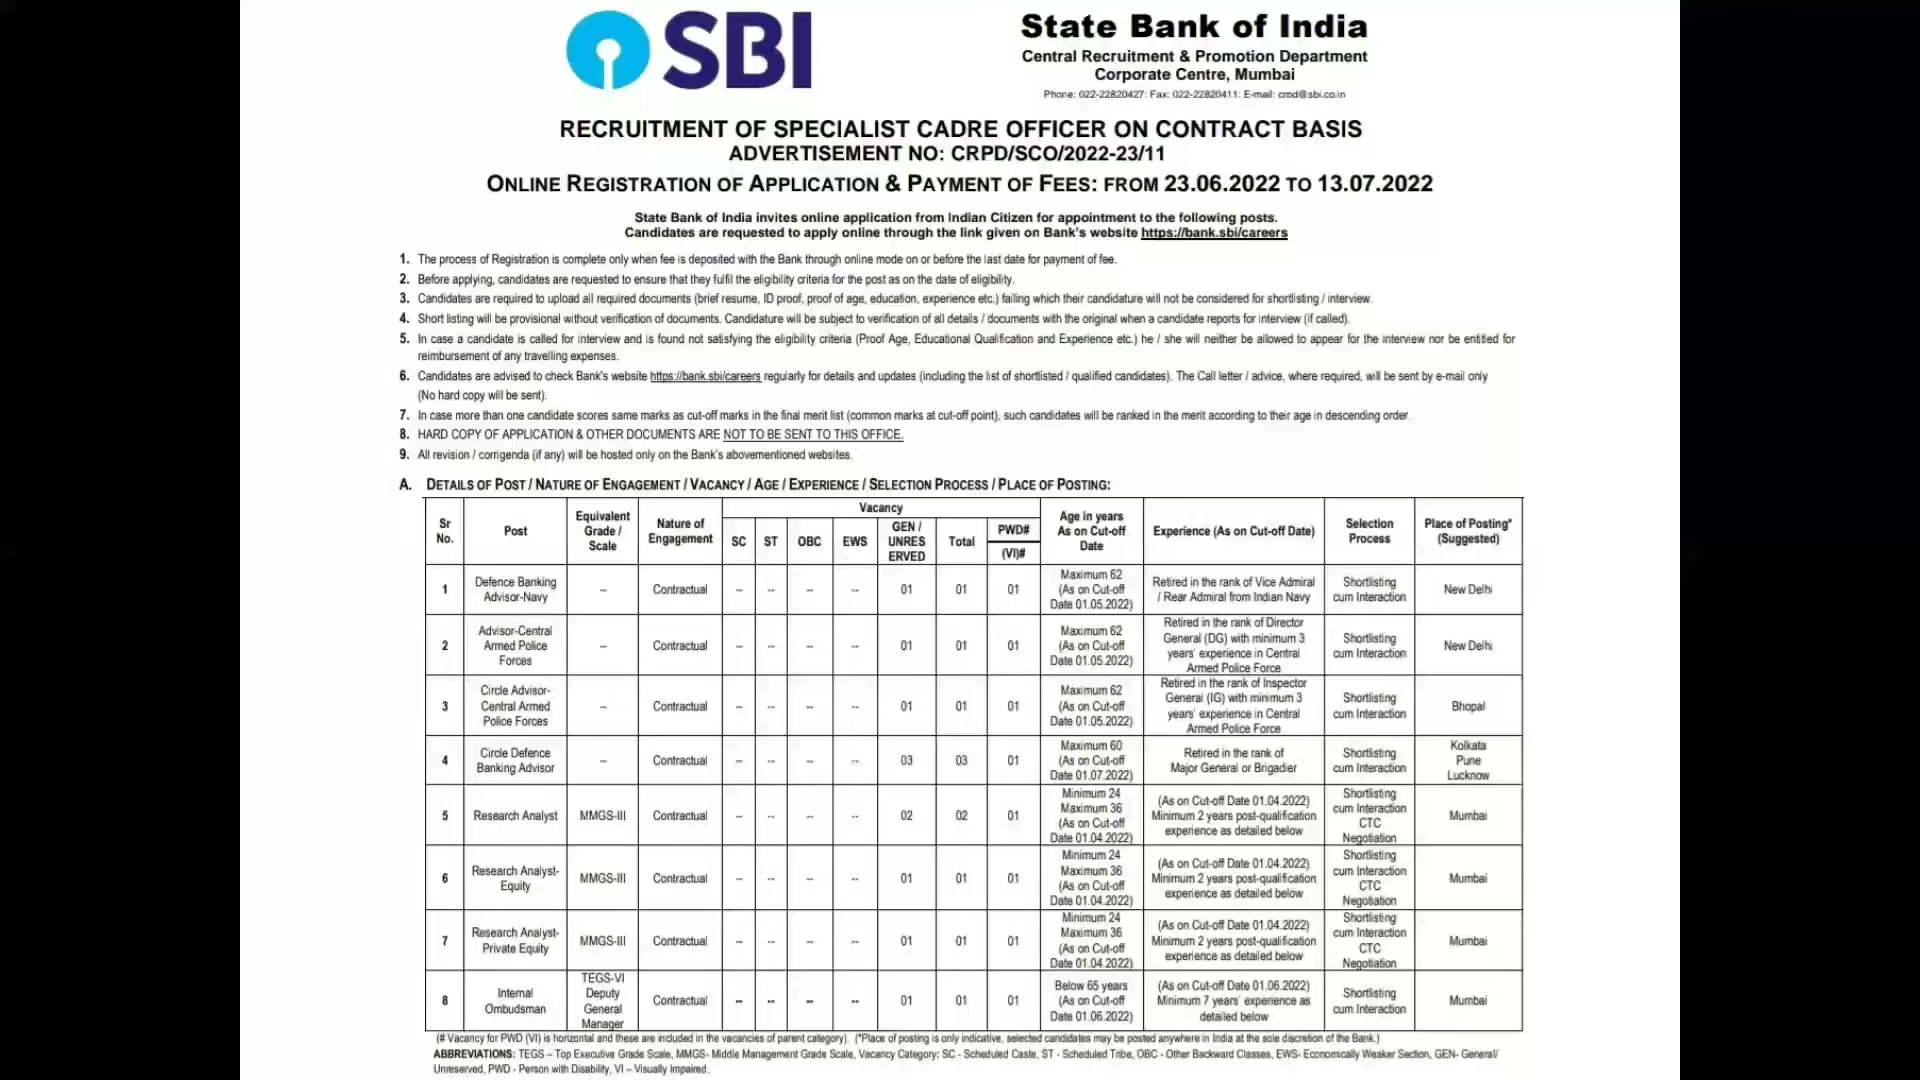 SBI
State Bank of India
Central Recruitment & Promotion Department
Corporate Centre, Mumbai
Phone: 022-22820427; Fax: 022-22820411; E-mail: crpd@sbi.co.in
RECRUITMENT OF SPECIALIST CADRE OFFICER ON CONTRACT BASIS
ADVERTISEMENT NO: CRPD/SCO/2022-23/11
ONLINE REGISTRATION OF APPLICATION & PAYMENT OF FEES: FROM 23.06.2022 TO 13.07.2022
State Bank of India invites online application from Indian Citizen for appointment to the following posts.
Candidates are requested to apply online through the link given on Bank's website https://bank.sbi/careers
1. The process of Registration is complete only when fee is deposited with the Bank through online mode on or before the last date for payment of fee.
2. Before applying, candidates are requested to ensure that they fulfil the eligibility criteria for the post as on the date of eligibility.
3. Candidates are required to upload all required documents (brief resume, ID proof, proof of age, education, experience etc.) failing which their candidature will not be considered for shortlisting / interview.
4. Short listing will be provisional without verification of documents. Candidature will be subject to verification of all details / documents with the original when a candidate reports for interview (if called).
5. In case a candidate is called for interview and is found not satisfying the eligibility criteria (Proof Age, Educational Qualification and Experience etc.) he / she will neither be allowed to appear for the interview nor be entitled for
reimbursement of any travelling expenses.
6. Candidates are advised to check Bank's website https://bank.sbi/careers regularly for details and updates (including the list of shortlisted / qualified candidates). The Call letter / advice, where required, will be sent by e-mail only
(No hard copy will be sent).
7. In case more than one candidate scores same marks as cut-off marks in the final merit list (common marks at cut-off point), such candidates will be ranked in the merit according to their age in descending order.
8. HARD COPY OF APPLICATION & OTHER DOCUMENTS ARE NOT TO BE SENT TO THIS OFFICE.
9. All revision / corrigenda (if any) will be hosted only on the Bank's abovementioned websites.
A. DETAILS OF POST / NATURE OF ENGAGEMENT / VACANCY / AGE / EXPERIENCE / SELECTION PROCESS / PLACE OF POSTING:
Sr No. Post Equivalent Grade / Scale Nature of Engagement Vacancy SC ST OBC EWS GEN / UNRES ERVED Total PWD# (VI)# Age in years As on Cut-off Date Experience (As on Cut-off Date) Selection Process Place of Posting* (Suggested)
1 Defence Banking Advisor-Navy -- Contractual -- -- -- -- 01 01 01 Maximum 62 (As on Cut-off Date 01.05.2022) Retired in the rank of Vice Admiral / Rear Admiral from Indian Navy Shortlisting cum Interaction New Delhi
2 Advisor-Central Armed Police Forces -- Contractual -- -- -- -- 01 01 01 Maximum 62 (As on Cut-off Date 01.05.2022) Retired in the rank of Director General (DG) with minimum 3 years' experience in Central Armed Police Force Shortlisting cum Interaction New Delhi
3 Circle Advisor-Central Armed Police Forces -- Contractual -- -- -- -- 01 01 01 Maximum 62 (As on Cut-off Date 01.05.2022) Retired in the rank of Inspector General (IG) with minimum 3 years' experience in Central Armed Police Force Shortlisting cum Interaction Bhopal
4 Circle Defence Banking Advisor -- Contractual -- -- -- -- 03 03 01 Maximum 60 (As on Cut-off Date 01.07.2022) Retired in the rank of Major General or Brigadier Shortlisting cum Interaction Kolkata Pune Lucknow
5 Research Analyst MMGS-III Contractual -- -- -- -- 02 02 01 Minimum 24 Maximum 36 (As on Cut-off Date 01.04.2022) (As on Cut-off Date 01.04.2022) Minimum 2 years post-qualification experience as detailed below Shortlisting cum Interaction CTC Negotiation Mumbai
6 Research Analyst-Equity MMGS-III Contractual -- -- -- -- 01 01 01 Minimum 24 Maximum 36 (As on Cut-off Date 01.04.2022) (As on Cut-off Date 01.04.2022) Minimum 2 years post-qualification experience as detailed below Shortlisting cum Interaction CTC Negotiation Mumbai
7 Research Analyst-Private Equity MMGS-III Contractual -- -- -- -- 01 01 01 Minimum 24 Maximum 36 (As on Cut-off Date 01.04.2022) (As on Cut-off Date 01.04.2022) Minimum 2 years post-qualification experience as detailed below Shortlisting cum Interaction CTC Negotiation Mumbai
8 Internal Ombudsman TEGS-VI Deputy General Manager Contractual -- -- -- -- 01 01 01 Below 65 years (As on Cut-off Date 01.06.2022) (As on Cut-off Date 01.06.2022) Minimum 7 years' experience as detailed below Shortlisting cum Interaction Mumbai
(# Vacancy for PWD (VI) is horizontal and these are included in the vacancies of parent category). (*Place of posting is only indicative, selected candidates may be posted anywhere in India at the sole discretion of the Bank.)
ABBREVIATIONS: TEGS – Top Executive Grade Scale, MMGS- Middle Management Grade Scale, Vacancy Category: SC - Scheduled Caste, ST - Scheduled Tribe, OBC - Other Backward Classes, EWS- Economically Weaker Section, GEN- General/
Unreserved, PWD - Person with Disability, VI – Visually Impaired.